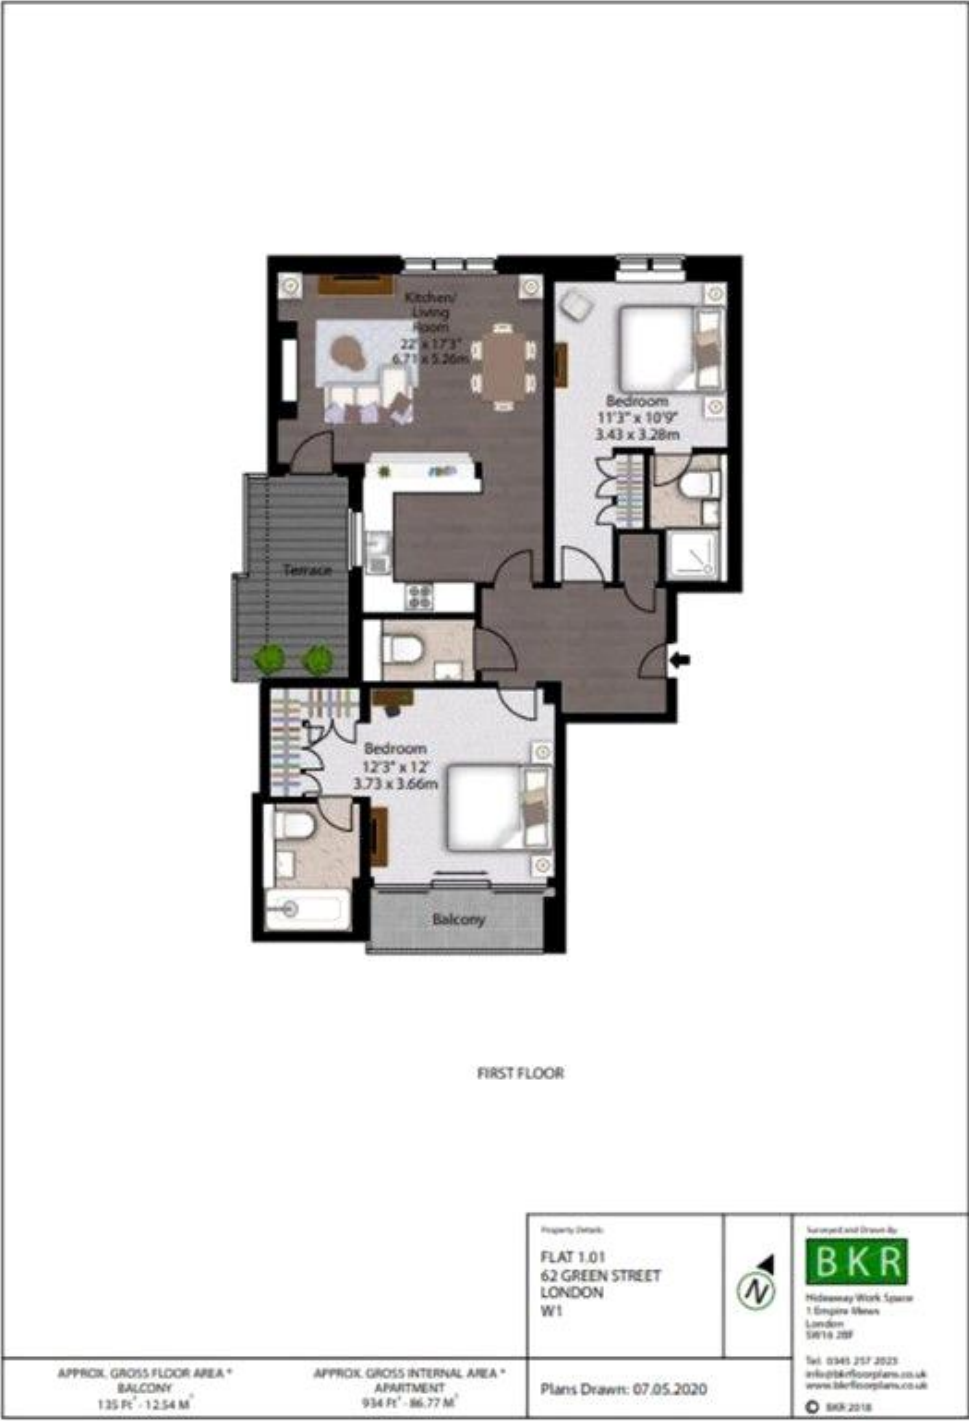 Kitchen/
Living
Room
22' x 17'3"
6.71 x 5.26m
Bedroom
11'3" x 10'9"
3.43 x 3.28m
Terrace
Bedroom
12'3" x 12'
3.73 x 3.66m
Balcony
FIRST FLOOR
Property Details:
FLAT 1.01
62 GREEN STREET
LONDON
W1
N
Surveyed and Drawn By
BKR
Hideaway Work Space
1 Empire Mews
London
SW16 2BF
Tel: 0345 257 2023
info@bkrfloorplans.co.uk
www.bkrfloorplans.co.uk
© BKR 2018
APPROX. GROSS FLOOR AREA *
BALCONY
135 Ft² - 12.54 M²
APPROX. GROSS INTERNAL AREA *
APARTMENT
934 Ft² - 86.77 M²
Plans Drawn: 07.05.2020